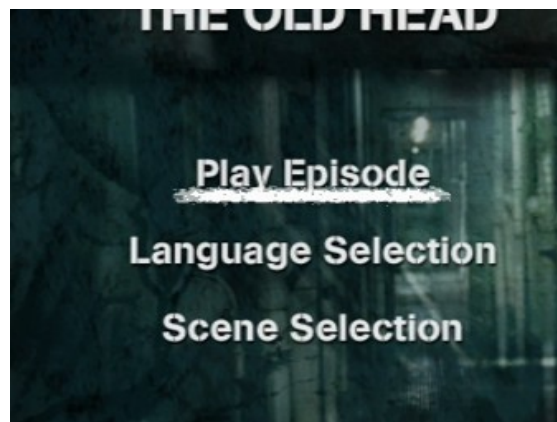 THE OLD HEAD
Play Episode
Language Selection
Scene Selection